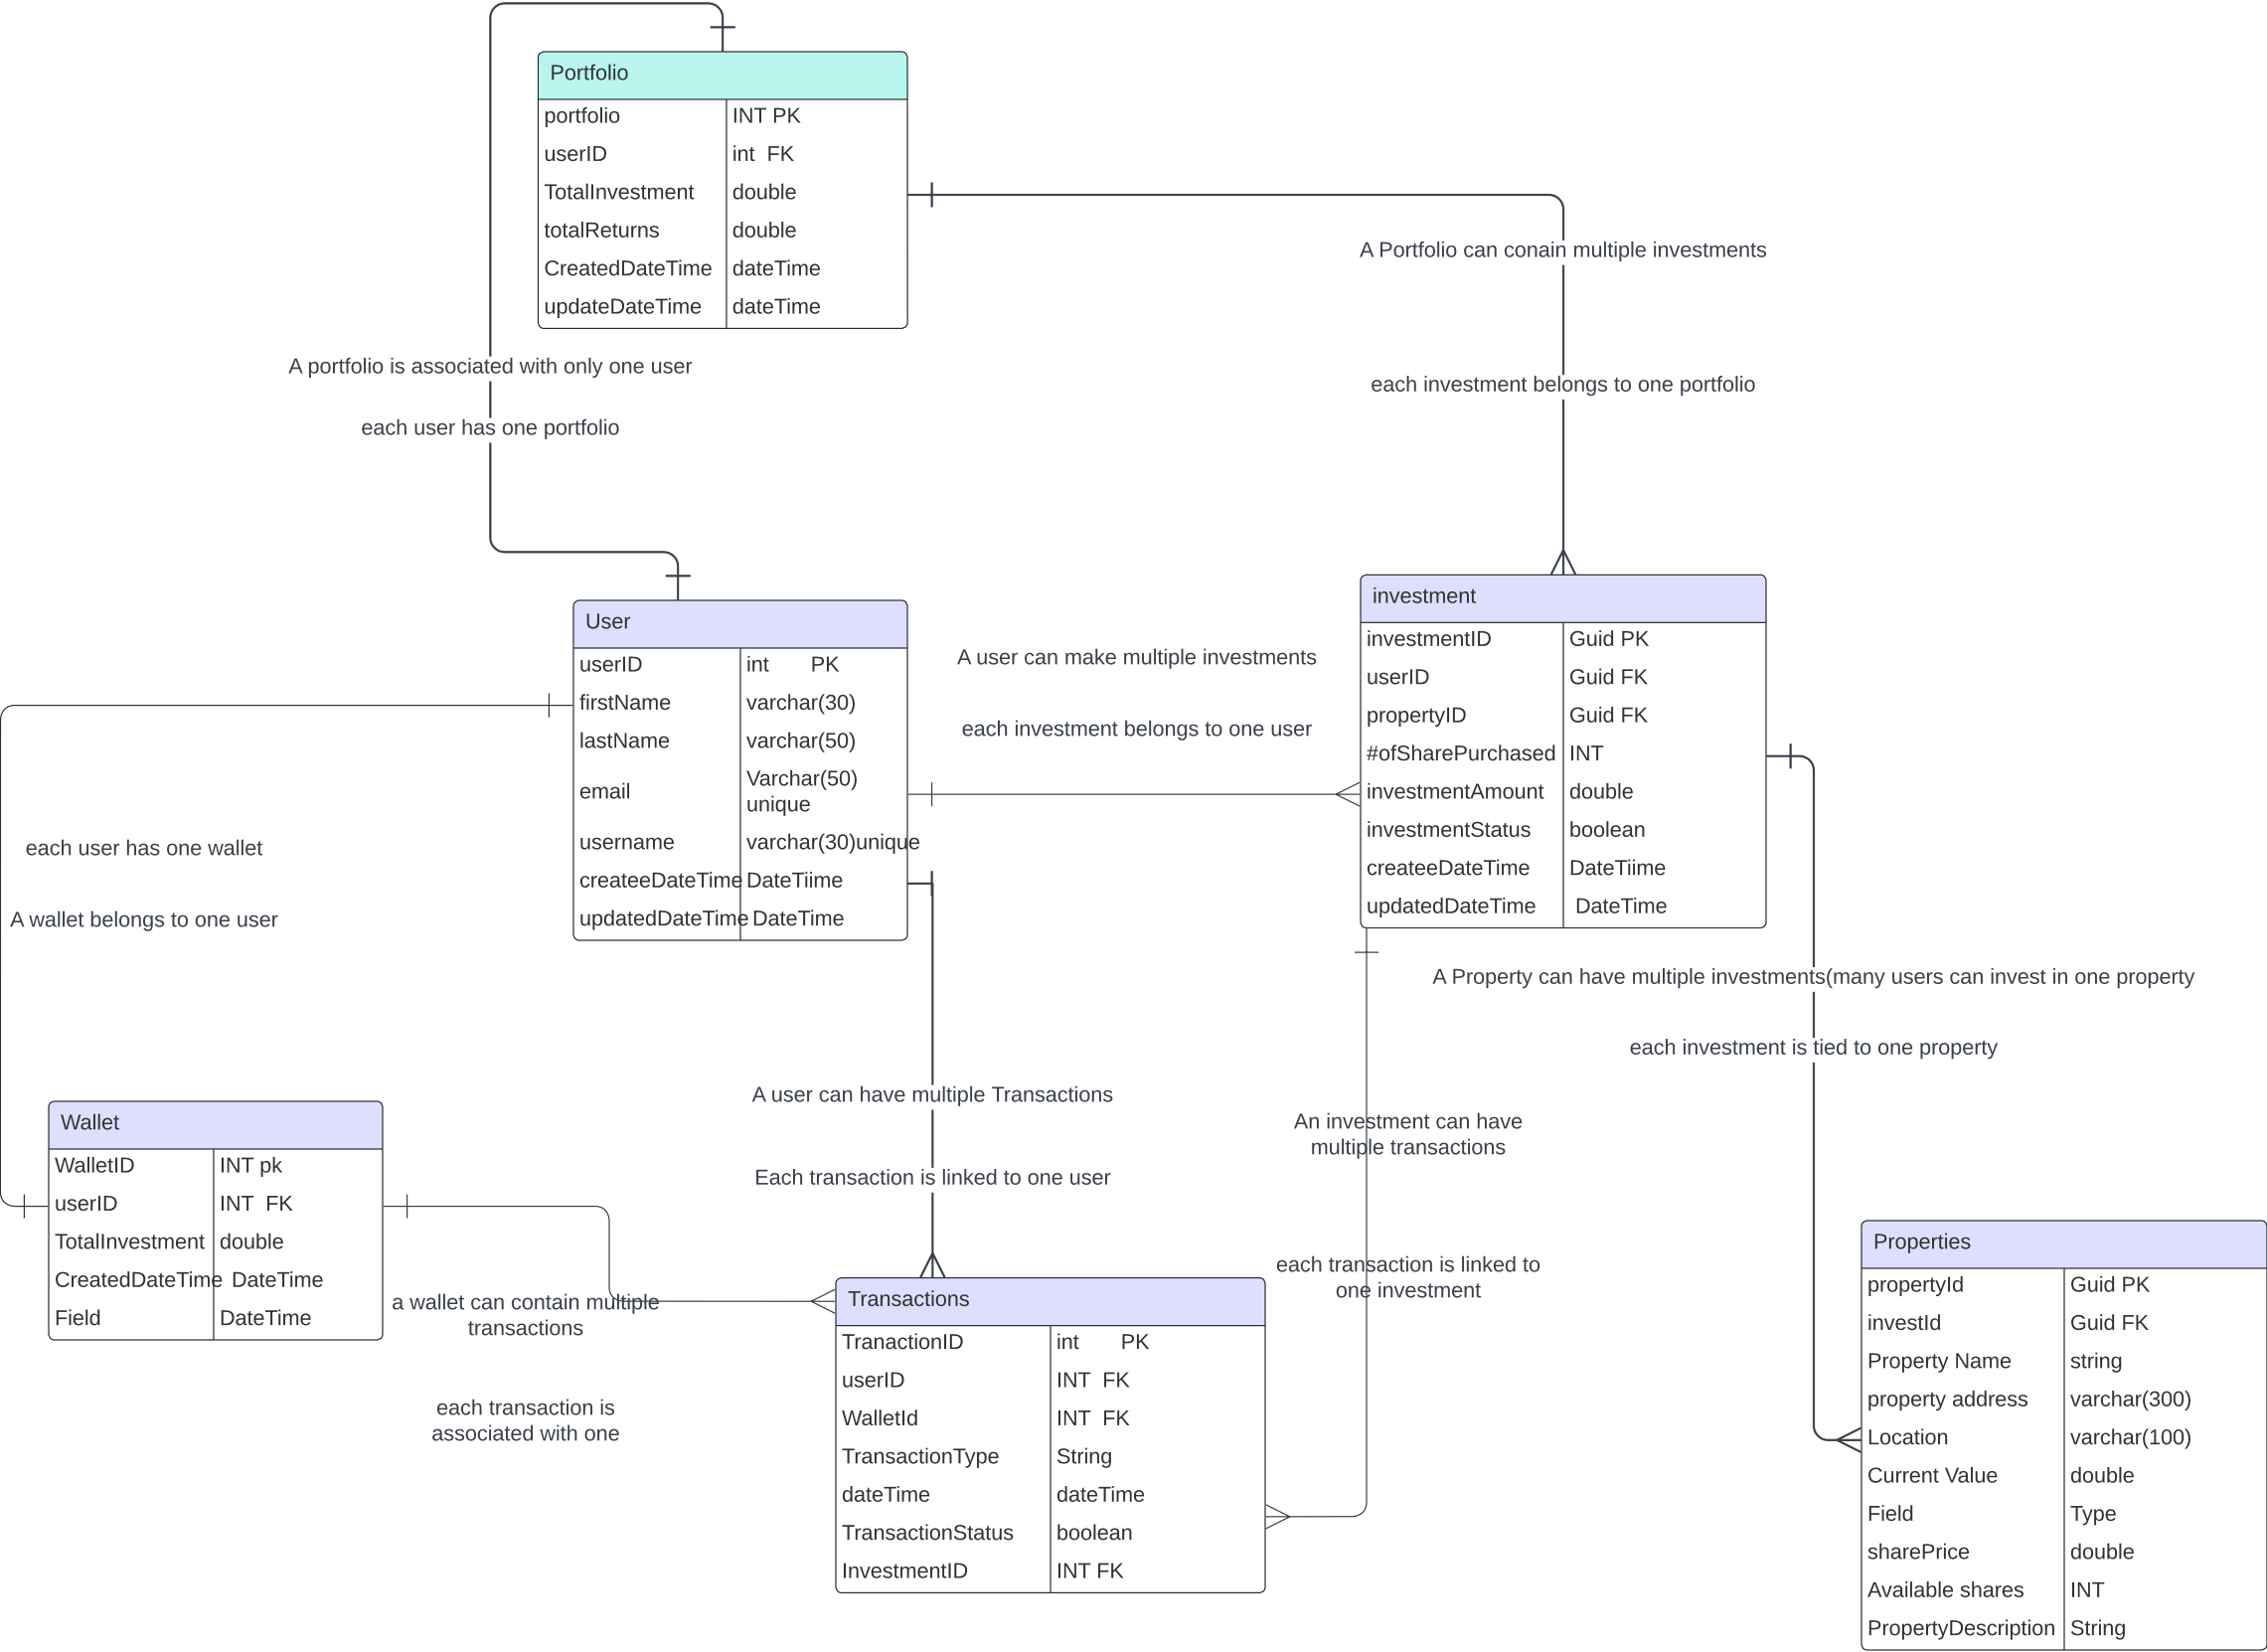 Portfolio
portfolio INT PK
userID int FK
TotalInvestment double
totalReturns double
CreatedDateTime dateTime
updateDateTime dateTime
A Portfolio can conain multiple investments
each investment belongs to one portfolio
A portfolio is associated with only one user
each user has one portfolio
User
userID int PK
firstName varchar(30)
lastName varchar(50)
email Varchar(50)
unique
username varchar(30)unique
createeDateTime DateTiime
updatedDateTime DateTime
A user can make multiple investments
each investment belongs to one user
investment
investmentID Guid PK
userID Guid FK
propertyID Guid FK
#ofSharePurchased INT
investmentAmount double
investmentStatus boolean
createeDateTime DateTiime
updatedDateTime DateTime
each user has one wallet
A wallet belongs to one user
A Property can have multiple investments(many users can invest in one property
each investment is tied to one property
A user can have multiple Transactions
Each transaction is linked to one user
An investment can have
multiple transactions
each transaction is linked to
one investment
Wallet
WalletID INT pk
userID INT FK
TotalInvestment double
CreatedDateTime DateTime
Field DateTime
a wallet can contain multiple
transactions
each transaction is
associated with one
Transactions
TranactionID int PK
userID INT FK
WalletId INT FK
TransactionType String
dateTime dateTime
TransactionStatus boolean
InvestmentID INT FK
Properties
propertyId Guid PK
investId Guid FK
Property Name string
property address varchar(300)
Location varchar(100)
Current Value double
Field Type
sharePrice double
Available shares INT
PropertyDescription String